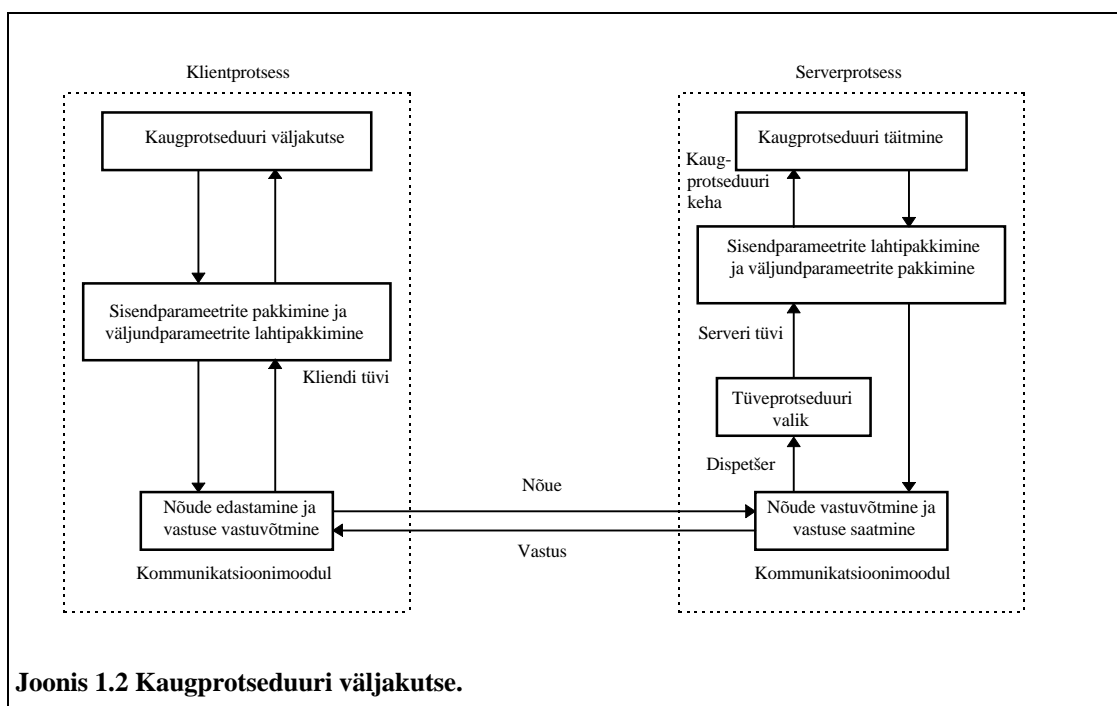 Klientprotsess
Serverprotsess
Kaugprotseduuri väljakutse
Kaugprotseduuri täitmine
Kaug-
protseduuri
keha
Sisendparameetrite lahtipakkimine
ja väljundparameetrite pakkimine
Sisendparameetrite pakkimine ja
väljundparameetrite lahtipakkimine
Serveri tüvi
Kliendi tüvi
Tüveprotseduuri
valik
Dispetšer
Nõue
Nõude edastamine ja
vastuse vastuvõtmine
Nõude vastuvõtmine ja
vastuse saatmine
Vastus
Kommunikatsioonimoodul
Kommunikatsioonimoodul
Joonis 1.2 Kaugprotseduuri väljakutse.